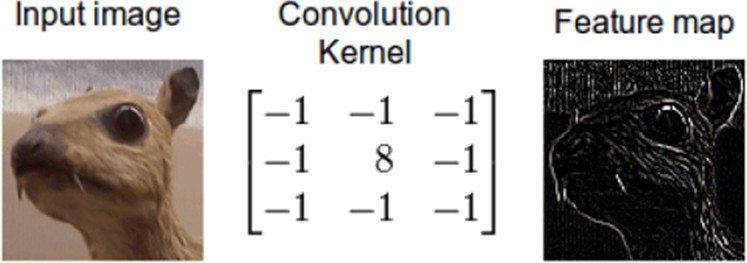 Input image
Convolution
Kernel
Feature map
−1 −1 −1
−1 8 −1
−1 −1 −1